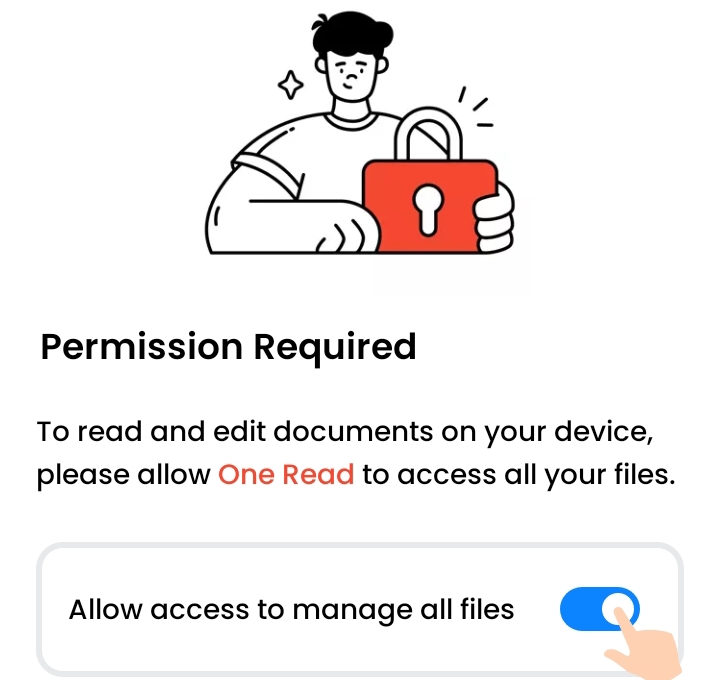 Permission Required
To read and edit documents on your device,
please allow One Read to access all your files.
Allow access to manage all files